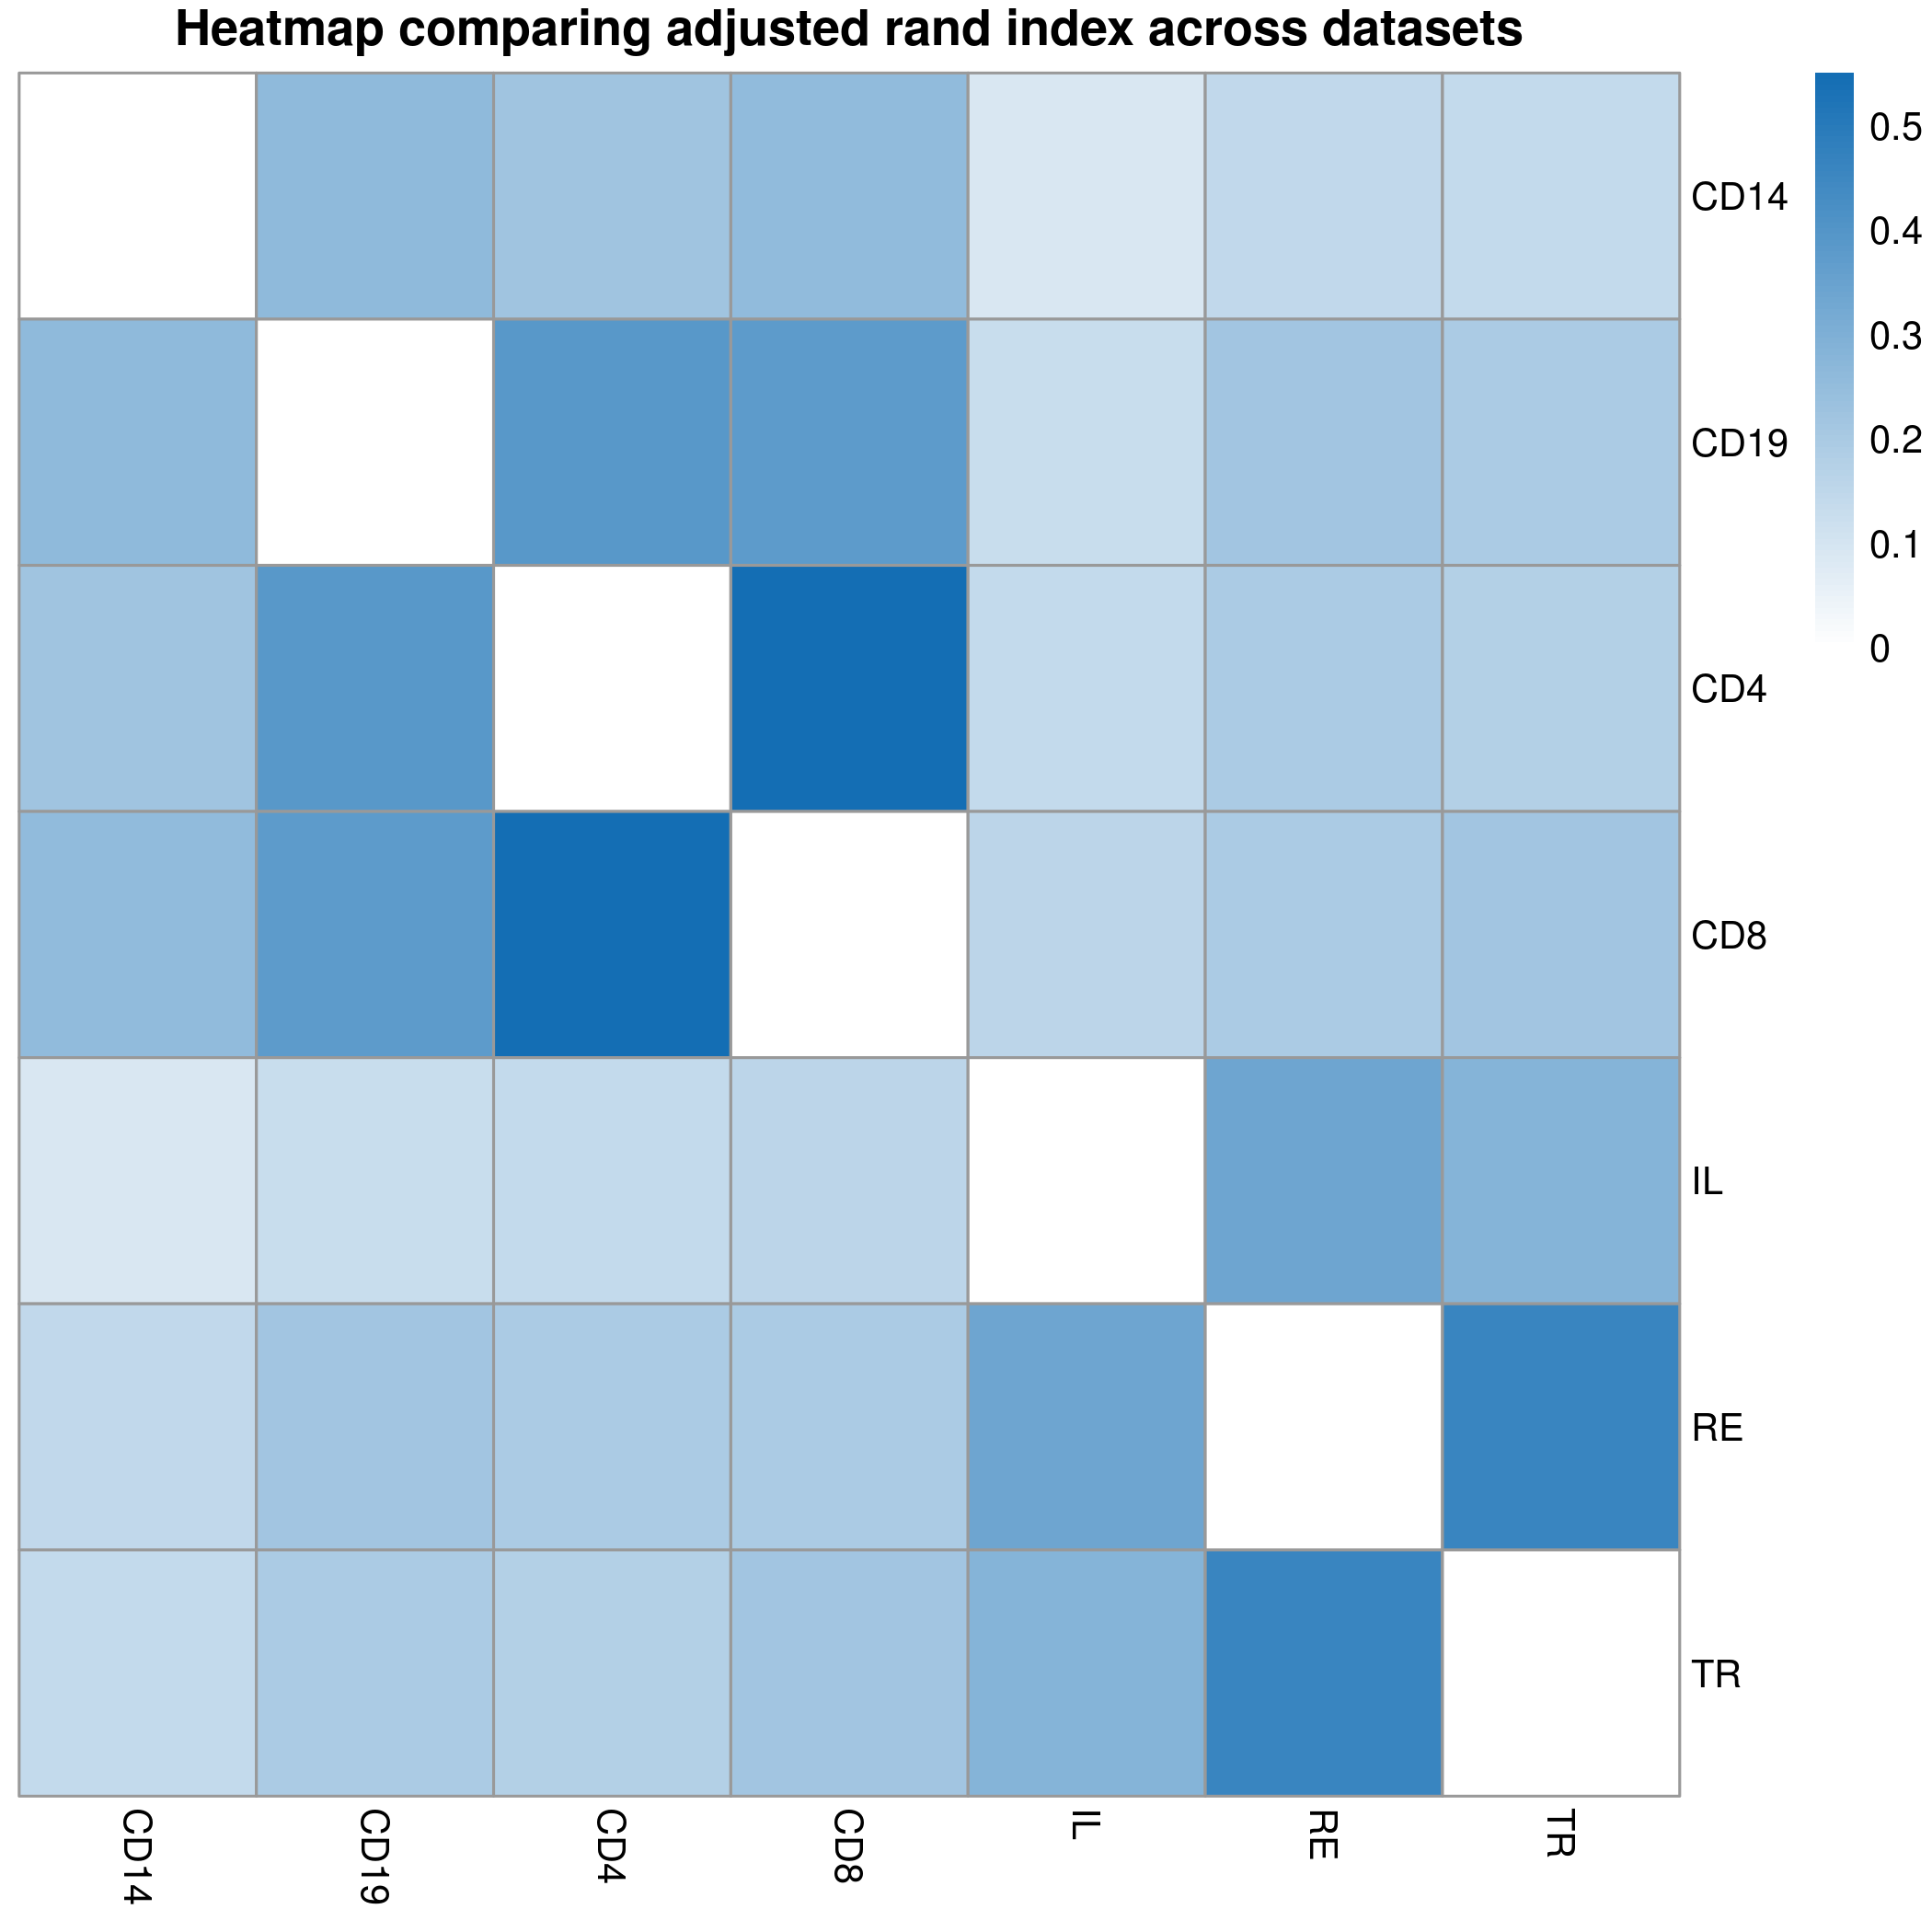 Heatmap comparing adjusted rand index across datasets
0.5
CD14
0.4
0.3
CD19
0.2
0.1
0
CD4
CD8
IL
RE
TR
CD14
CD19
CD4
CD8
IL
RE
TR